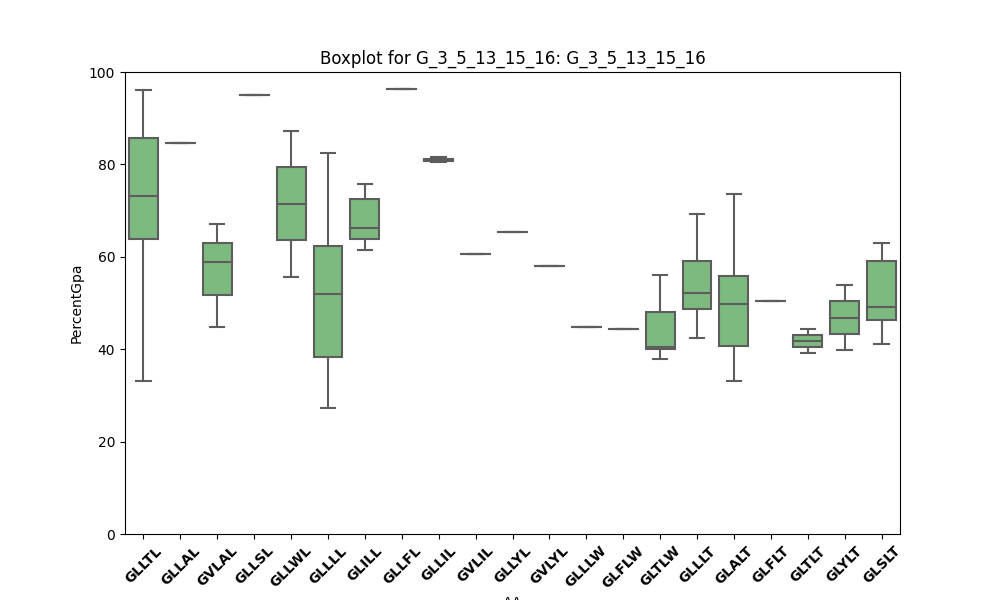 Boxplot for G_3_5_13_15_16: G_3_5_13_15_16
PercentGpa
100
80
60
40
20
0
GLLTL GLLAL GVLAL GLLSL GLLWL GLLLL GLILL GLLFL GLLIL GVLIL GLLYL GVLYL GLLLW GLFLW GLTLW GLLLT GLALT GLFLT GLTLT GLYLT GLSLT